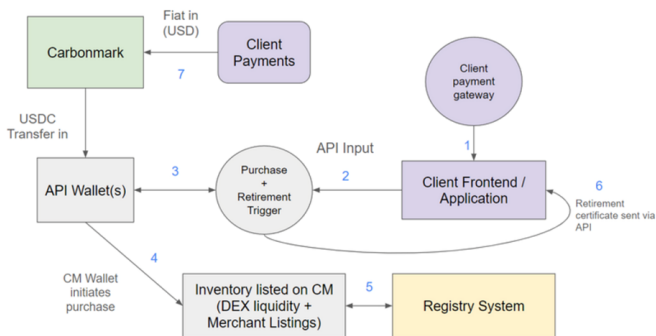 Fiat in
(USD)
Client
Payments
Carbonmark
7
Client
payment
gateway
USDC
Transfer in
1
API Input
3
2
Purchase
+
Retirement
Trigger
API Wallet(s)
Client Frontend /
Application
6
Retirement
certificate sent via
API
4
CM Wallet
initiates
purchase
Inventory listed on CM
(DEX liquidity +
Merchant Listings)
5
Registry System